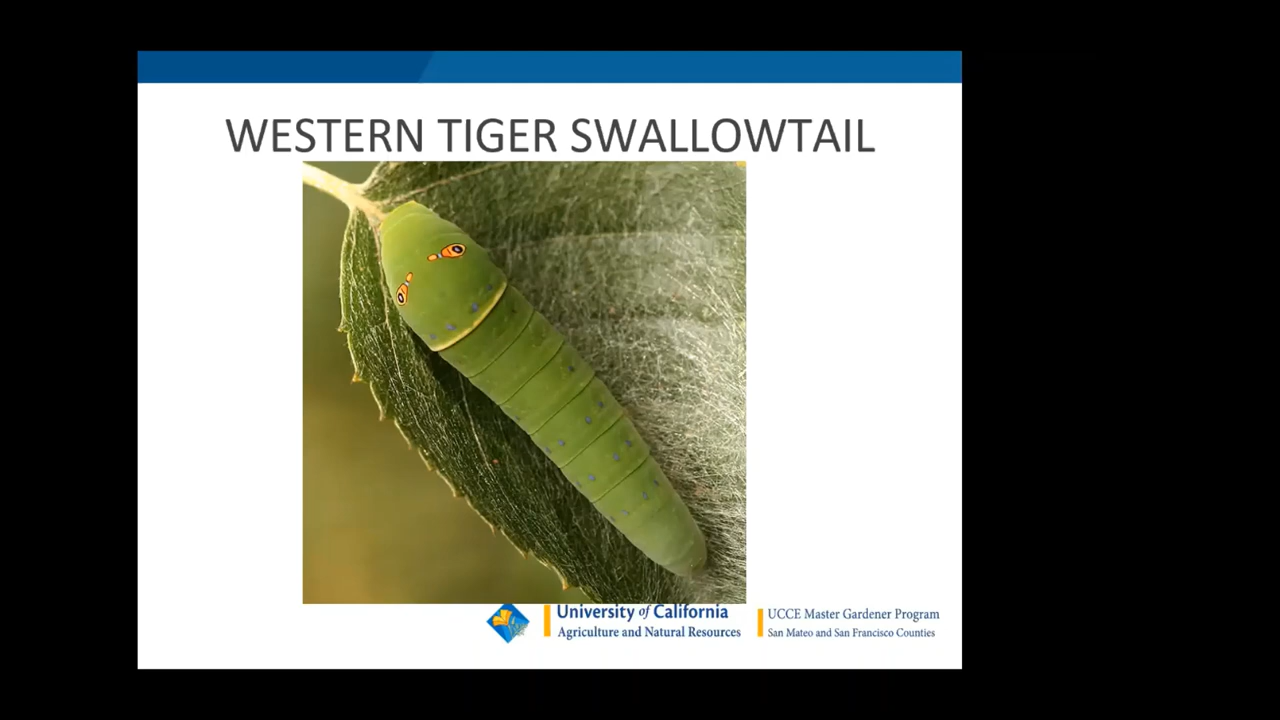 WESTERN TIGER SWALLOWTAIL
University of California
Agriculture and Natural Resources
UCCE Master Gardener Program
San Mateo and San Francisco Counties